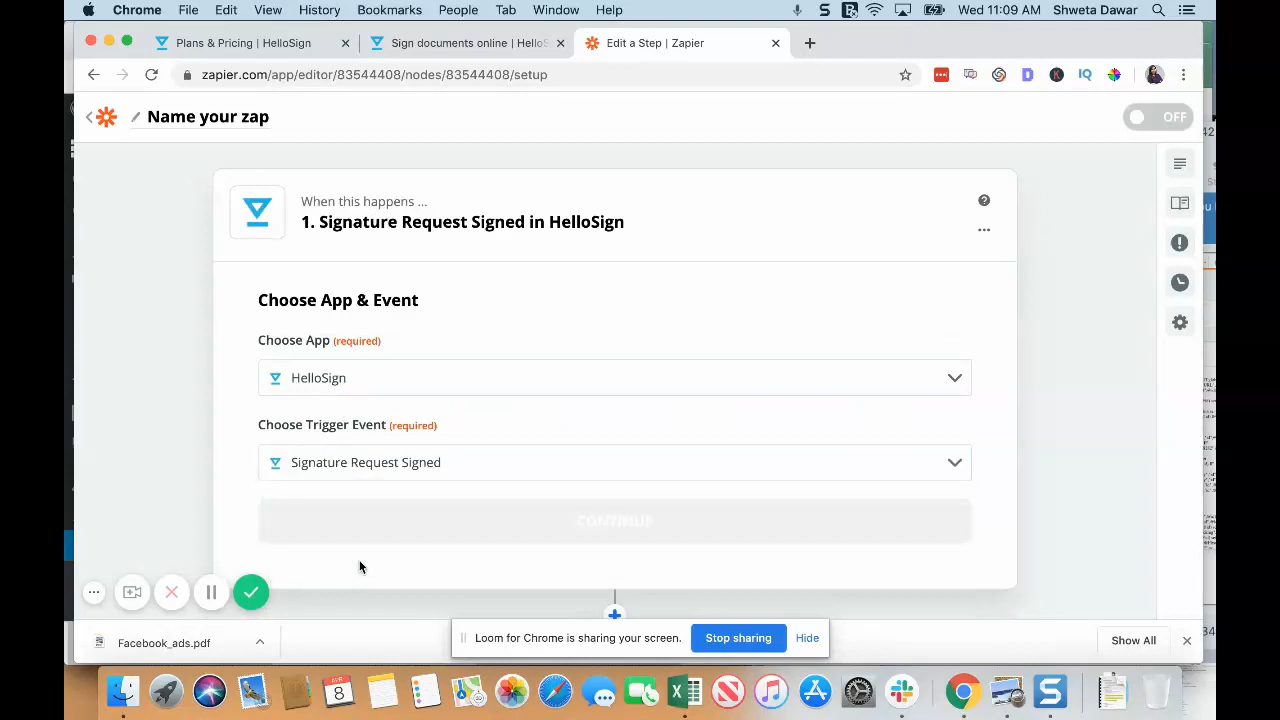 Chrome File Edit View History Bookmarks People Tab Window Help Wed 11:09 AM Shweta Dawar
Plans & Pricing | HelloSign
Sign documents online | HelloS
Edit a Step | Zapier
zapier.com/app/editor/83544408/nodes/83544408/setup
IQ
Name your zap
OFF
When this happens ...
1. Signature Request Signed in HelloSign
Choose App & Event
Choose App (required)
HelloSign
Choose Trigger Event (required)
Signature Request Signed
CONTINUE
Loom for Chrome is sharing your screen. Stop sharing Hide
Facebook_ads.pdf
Show All
8